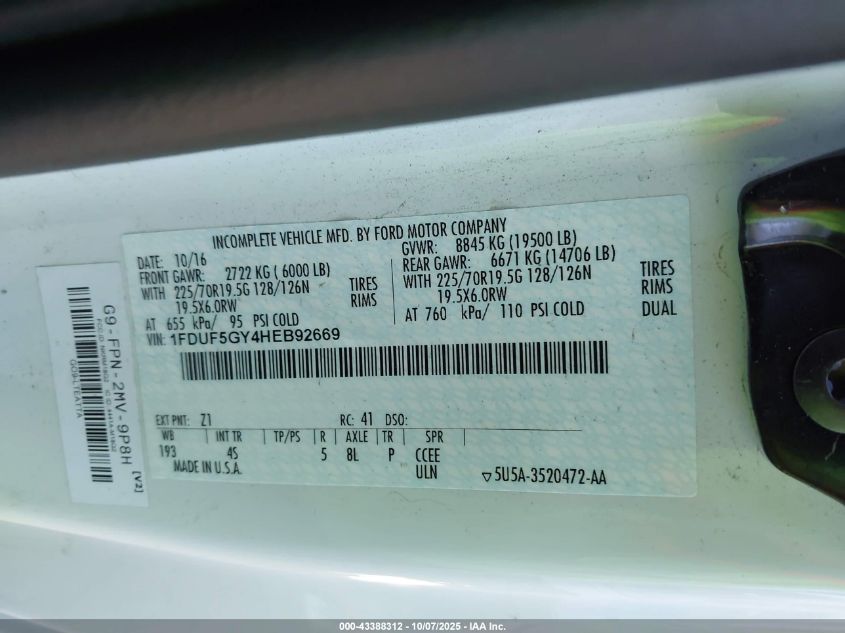 INCOMPLETE VEHICLE MFD. BY FORD MOTOR COMPANY
DATE: 10/16 GVWR: 8845 KG (19500 LB)
FRONT GAWR: 2722 KG ( 6000 LB) REAR GAWR: 6671 KG (14706 LB)
WITH 225/70R19.5G 128/126N TIRES WITH 225/70R19.5G 128/126N TIRES
19.5X6.0RW RIMS 19.5X6.0RW RIMS
AT 655 kPa/ 95 PSI COLD AT 760 kPa/ 110 PSI COLD DUAL
VIN: 1FDUF5GY4HEB92669
EXT PNT: Z1 RC: 41 DSO:
WB INT TR TP/PS R AXLE TR SPR
193 4S 5 8L P CCEE
MADE IN U.S.A. ULN
▽5U5A-3520472-AA
G9-FPN-2MV-9P8H [V2]
000-43388312 - 10/07/2025 - IAA Inc.